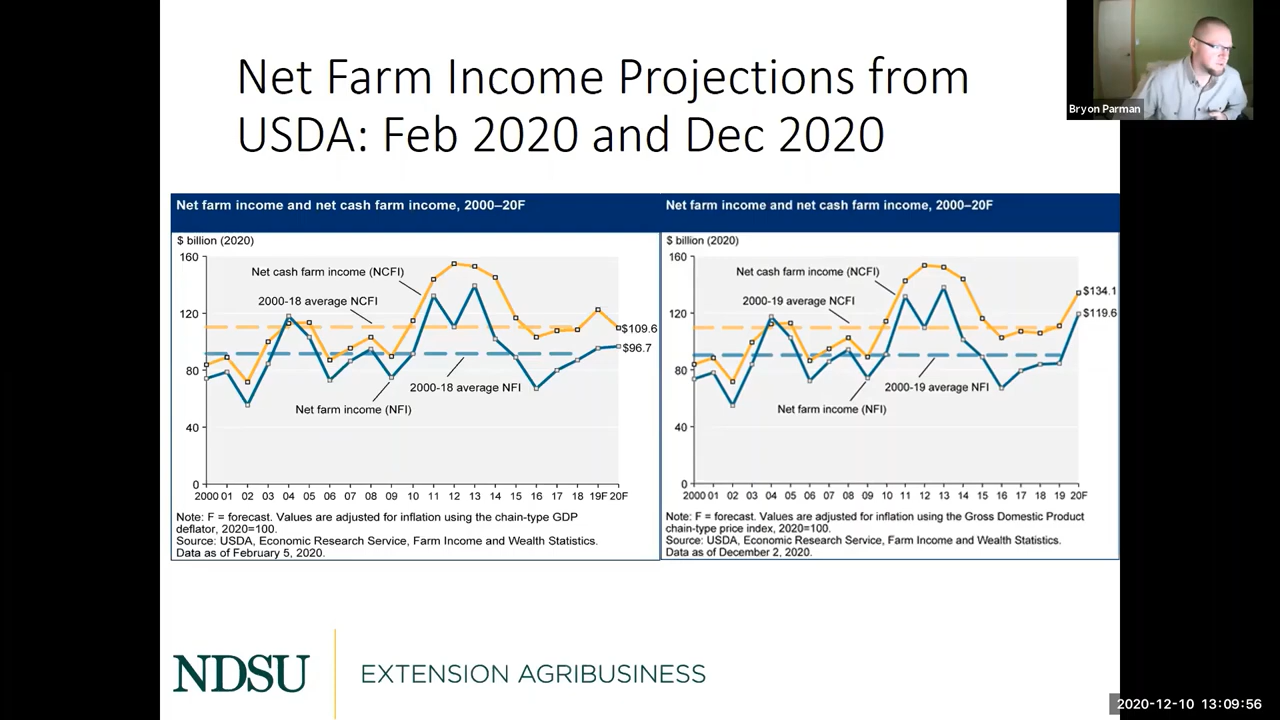 Net Farm Income Projections from
USDA: Feb 2020 and Dec 2020
Bryon Parman
Net farm income and net cash farm income, 2000–20F
$ billion (2020)
160
120
80
40
0
Net cash farm income (NCFI)
2000-18 average NCFI
$109.6
$96.7
2000-18 average NFI
Net farm income (NFI)
2000 01 02 03 04 05 06 07 08 09 10 11 12 13 14 15 16 17 18 19F 20F
Note: F = forecast. Values are adjusted for inflation using the chain-type GDP
deflator, 2020=100.
Source: USDA, Economic Research Service, Farm Income and Wealth Statistics.
Data as of February 5, 2020.
Net farm income and net cash farm income, 2000–20F
$ billion (2020)
160
120
80
40
0
Net cash farm income (NCFI)
2000-19 average NCFI
$134.1
$119.6
2000-19 average NFI
Net farm income (NFI)
2000 01 02 03 04 05 06 07 08 09 10 11 12 13 14 15 16 17 18 19 20F
Note: F = forecast. Values are adjusted for inflation using the Gross Domestic Product
chain-type price index, 2020=100.
Source: USDA, Economic Research Service, Farm Income and Wealth Statistics.
Data as of December 2, 2020.
NDSU
EXTENSION AGRIBUSINESS
2020-12-10 13:09:56